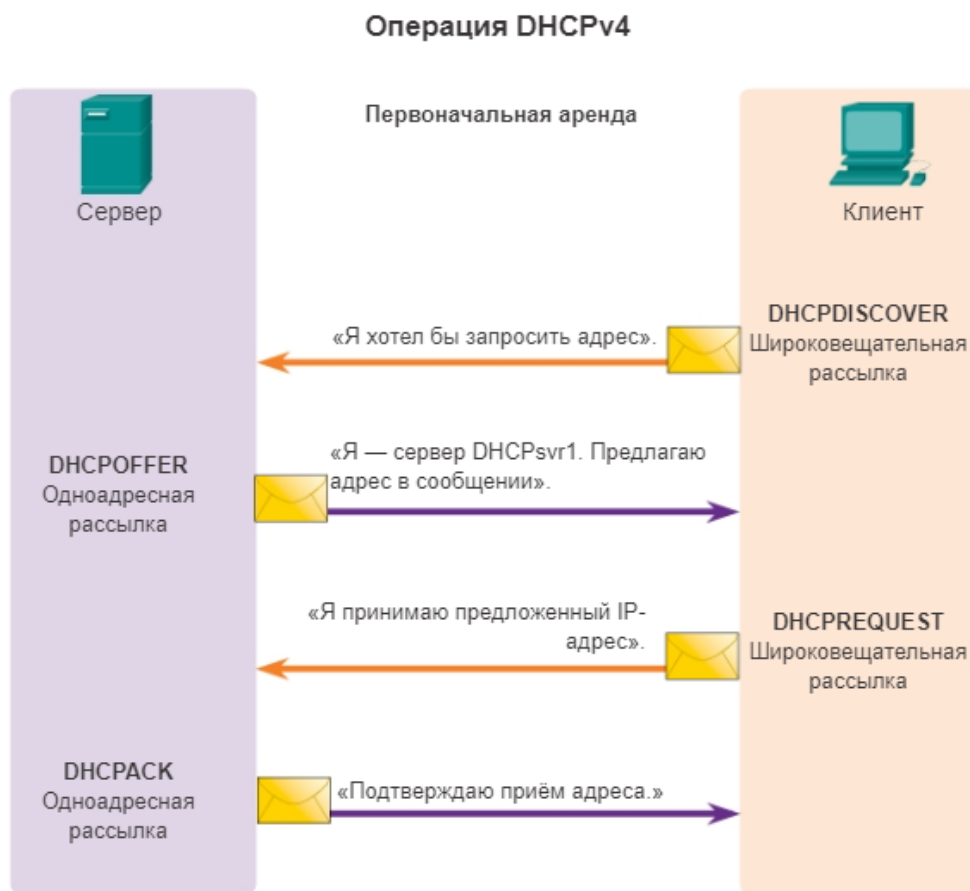 Операция DHCPv4
Первоначальная аренда
Сервер
Клиент
DHCPDISCOVER
Широковещательная
рассылка
«Я хотел бы запросить адрес».
DHCPOFFER
Одноадресная
рассылка
«Я — сервер DHCPsvr1. Предлагаю
адрес в сообщении».
«Я принимаю предложенный IP-
адрес».
DHCPREQUEST
Широковещательная
рассылка
DHCPACK
Одноадресная
рассылка
«Подтверждаю приём адреса.»